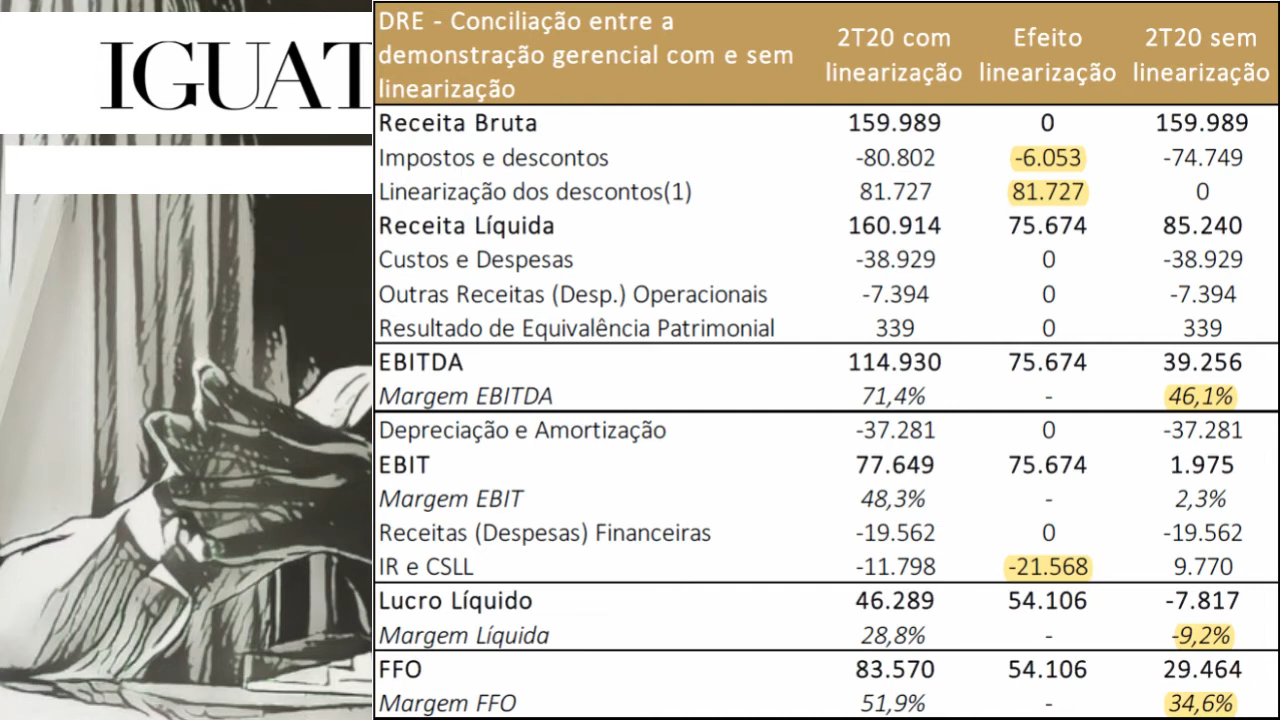 IGUAT
DRE - Conciliação entre a
demonstração gerencial com e sem
linearização
2T20 com
linearização
Efeito
linearização
2T20 sem
linearização
Receita Bruta 159.989 0 159.989
Impostos e descontos -80.802 -6.053 -74.749
Linearização dos descontos(1) 81.727 81.727 0
Receita Líquida 160.914 75.674 85.240
Custos e Despesas -38.929 0 -38.929
Outras Receitas (Desp.) Operacionais -7.394 0 -7.394
Resultado de Equivalência Patrimonial 339 0 339
EBITDA 114.930 75.674 39.256
Margem EBITDA 71,4% - 46,1%
Depreciação e Amortização -37.281 0 -37.281
EBIT 77.649 75.674 1.975
Margem EBIT 48,3% - 2,3%
Receitas (Despesas) Financeiras -19.562 0 -19.562
IR e CSLL -11.798 -21.568 9.770
Lucro Líquido 46.289 54.106 -7.817
Margem Líquida 28,8% - -9,2%
FFO 83.570 54.106 29.464
Margem FFO 51,9% - 34,6%